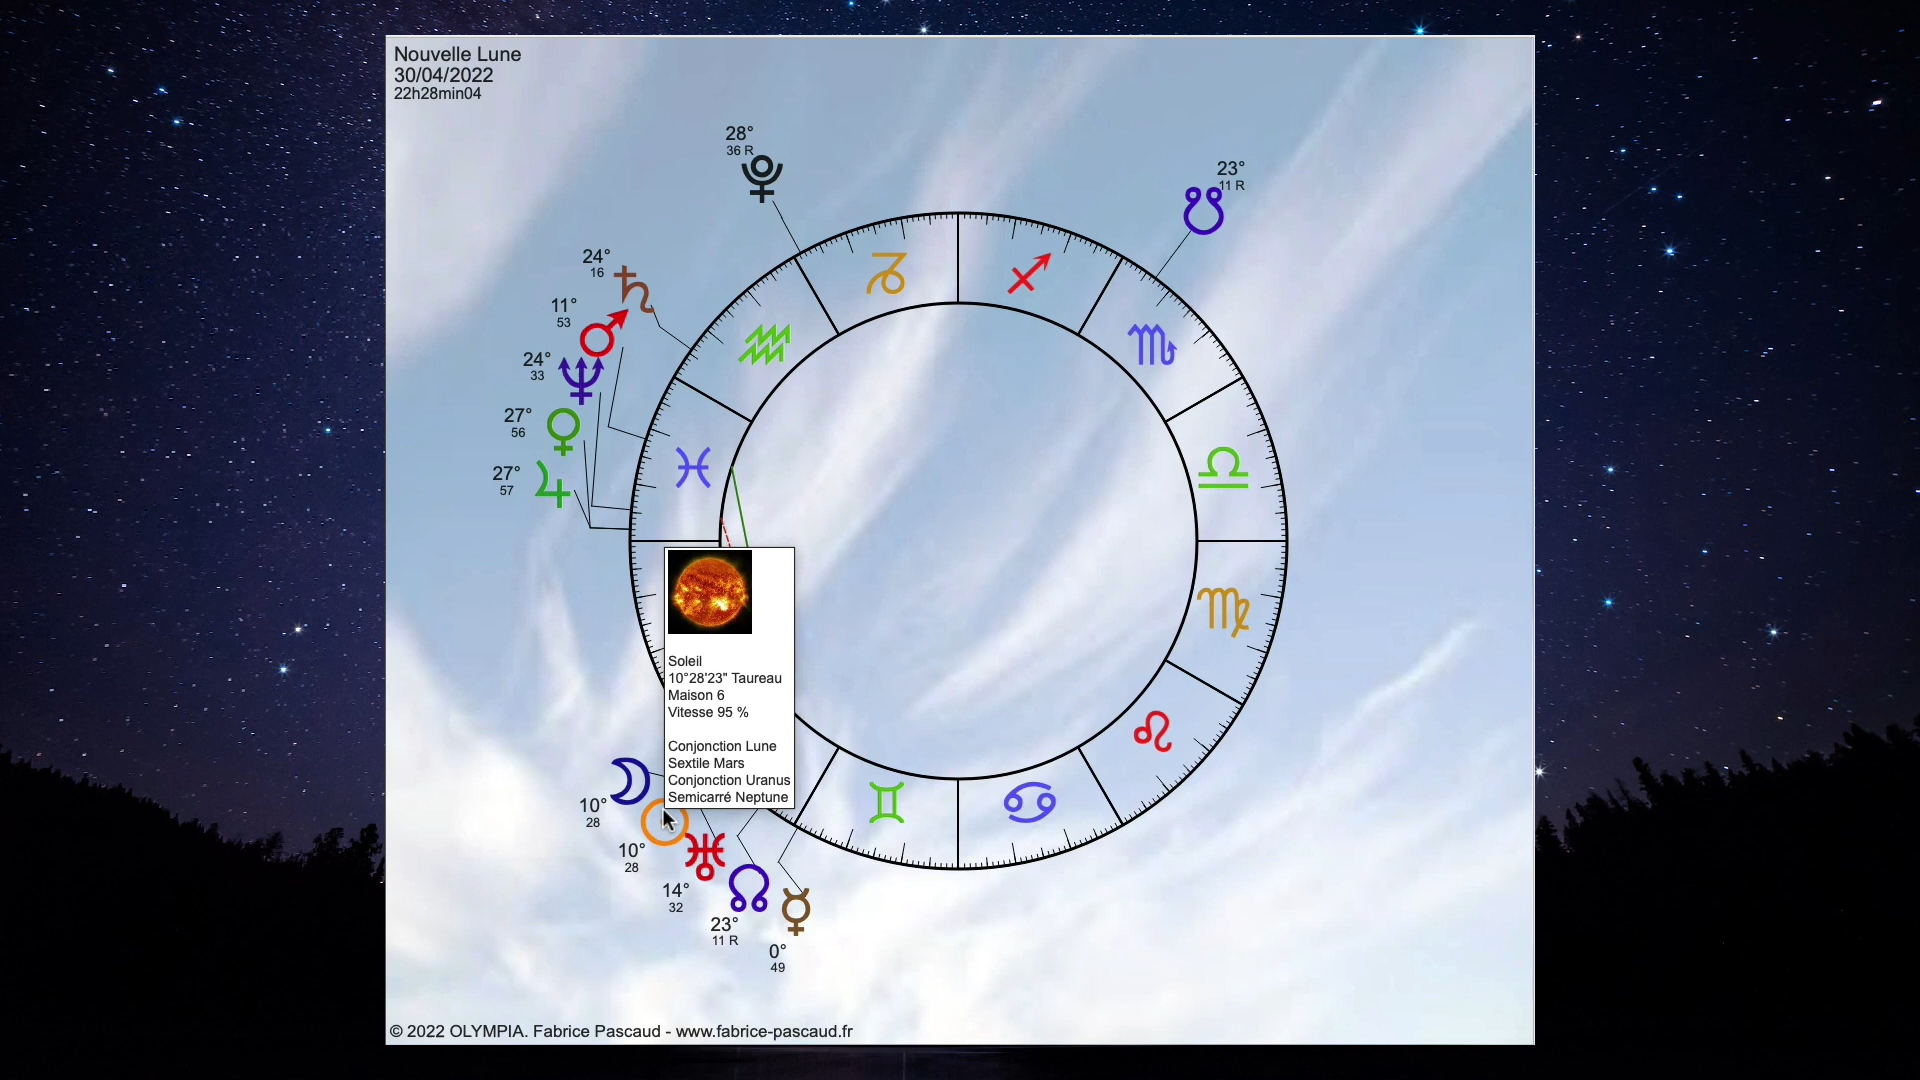 Nouvelle Lune
30/04/2022
22h28min04
28°
36 R
23°
11 R
24°
16
11°
53
24°
33
27°
56
27°
57
Soleil
10°28'23" Taureau
Maison 6
Vitesse 95 %
Conjonction Lune
Sextile Mars
Conjonction Uranus
Semicarré Neptune
10°
28
10°
28
14°
32
23°
11 R
0°
49
© 2022 OLYMPIA. Fabrice Pascaud - www.fabrice-pascaud.fr